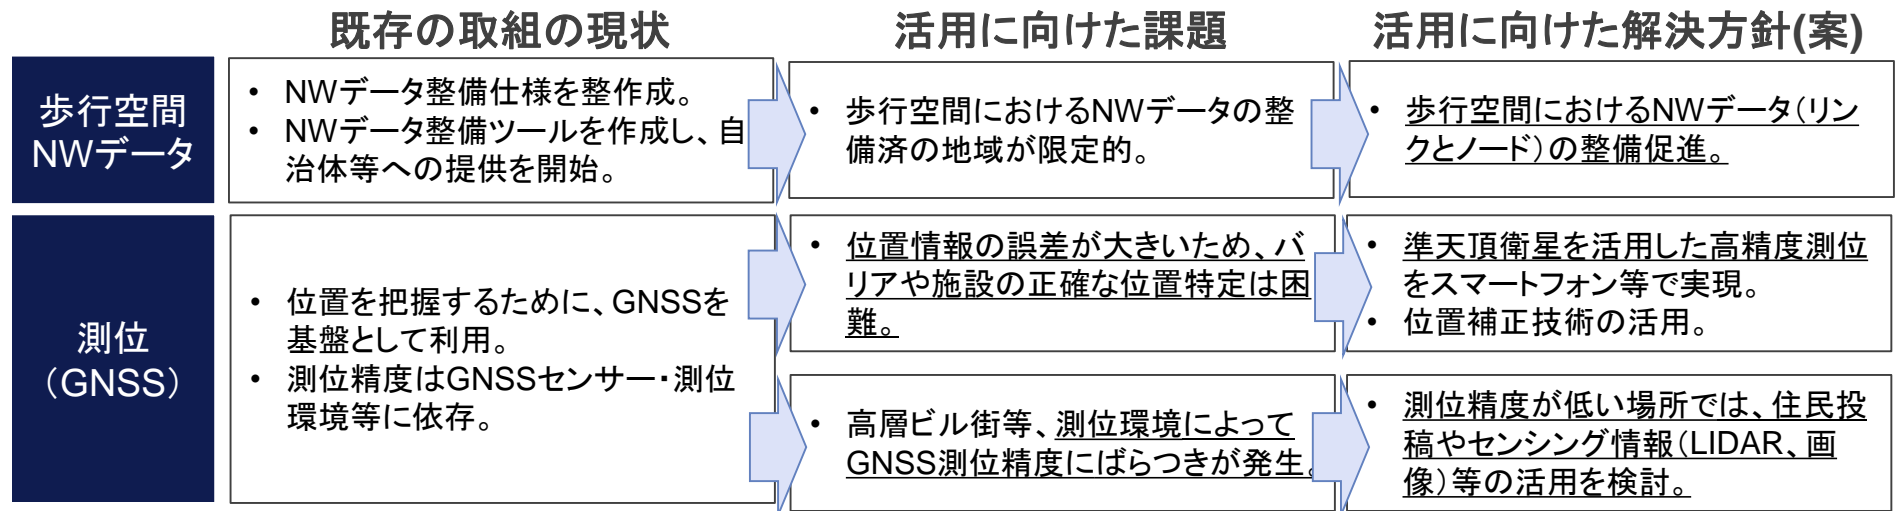 既存の取組の現状
活用に向けた課題
活用に向けた解決方針(案)
歩行空間
NWデータ
• NWデータ整備仕様を整作成。
• NWデータ整備ツールを作成し、自
治体等への提供を開始。
• 歩行空間におけるNWデータの整
備済の地域が限定的。
• 歩行空間におけるNWデータ(リン
クとノード)の整備促進。
測位
(GNSS)
• 位置を把握するために、GNSSを
基盤として利用。
• 測位精度はGNSSセンサー・測位
環境等に依存。
• 位置情報の誤差が大きいため、バ
リアや施設の正確な位置特定は困
難。
• 準天頂衛星を活用した高精度測位
をスマートフォン等で実現。
• 位置補正技術の活用。
• 高層ビル街等、測位環境によって
GNSS測位精度にばらつきが発生。
• 測位精度が低い場所では、住民投
稿やセンシング情報(LIDAR、画
像)等の活用を検討。